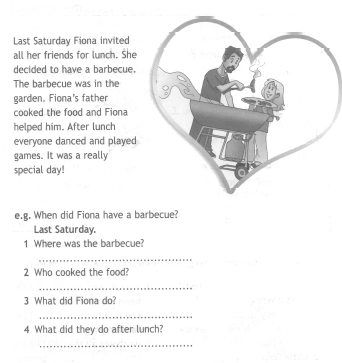 Last Saturday Fiona invited
all her friends for lunch. She
decided to have a barbecue.
The barbecue was in the
garden. Fiona's father
cooked the food and Fiona
helped him. After lunch
everyone danced and played
games. It was a really
special day!
e.g. When did Fiona have a barbecue?
Last Saturday.
1 Where was the barbecue?
............................................
2 Who cooked the food?
............................................
3 What did Fiona do?
............................................
4 What did they do after lunch?
............................................